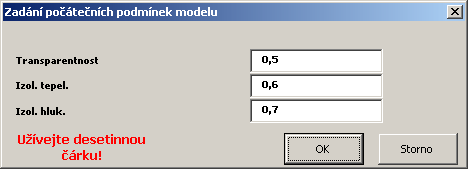 Zadání počátečních podmínek modelu
Transparentnost 0,5
Izol. tepel. 0,6
Izol. hluk. 0,7
Užívejte desetinnou
čárku!
OK Storno